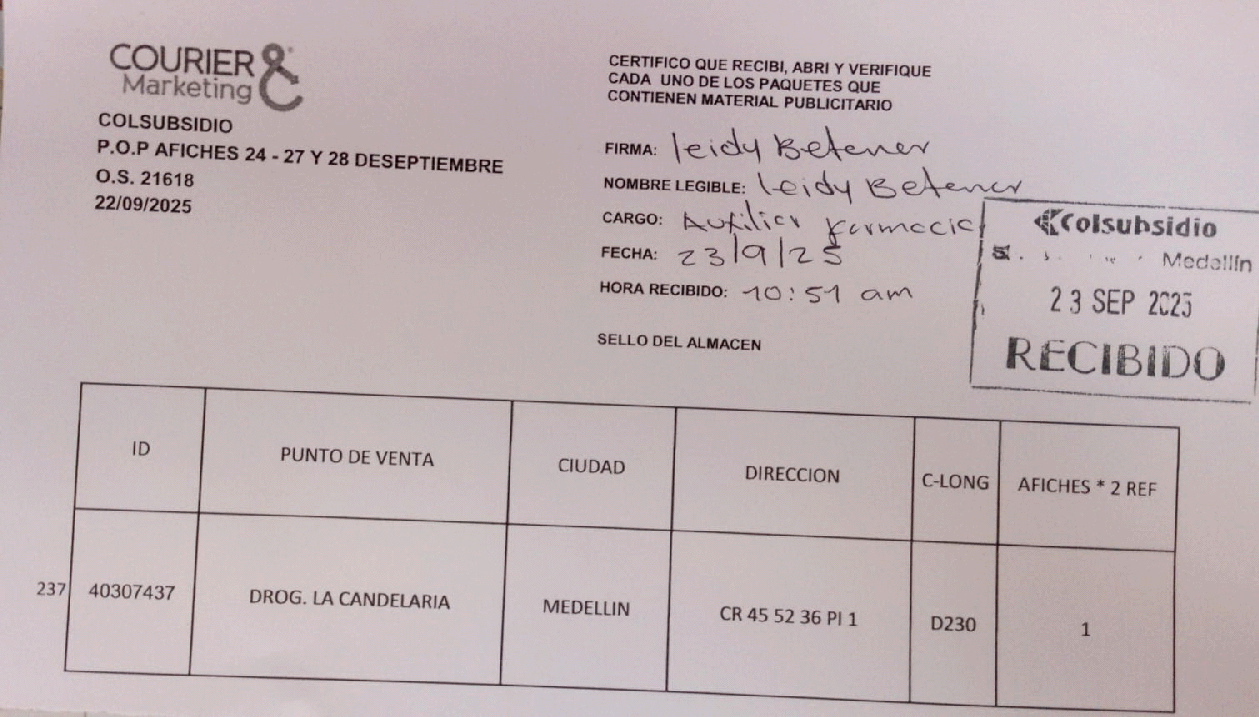 COURIER &
Marketing
COLSUBSIDIO
P.O.P AFICHES 24 - 27 Y 28 DESEPTIEMBRE
O.S. 21618
22/09/2025
CERTIFICO QUE RECIBI, ABRI Y VERIFIQUE
CADA UNO DE LOS PAQUETES QUE
CONTIENEN MATERIAL PUBLICITARIO
FIRMA: leidy Betener
NOMBRE LEGIBLE: leidy Betener
CARGO: Auxiliar farmacia
FECHA: 23/9/25
HORA RECIBIDO: 10:51 am
SELLO DEL ALMACEN
Colsubsidio
Medellín
23 SEP 2025
RECIBIDO
ID PUNTO DE VENTA CIUDAD DIRECCION C-LONG AFICHES * 2 REF
237 40307437 DROG. LA CANDELARIA MEDELLIN CR 45 52 36 PI 1 D230 1